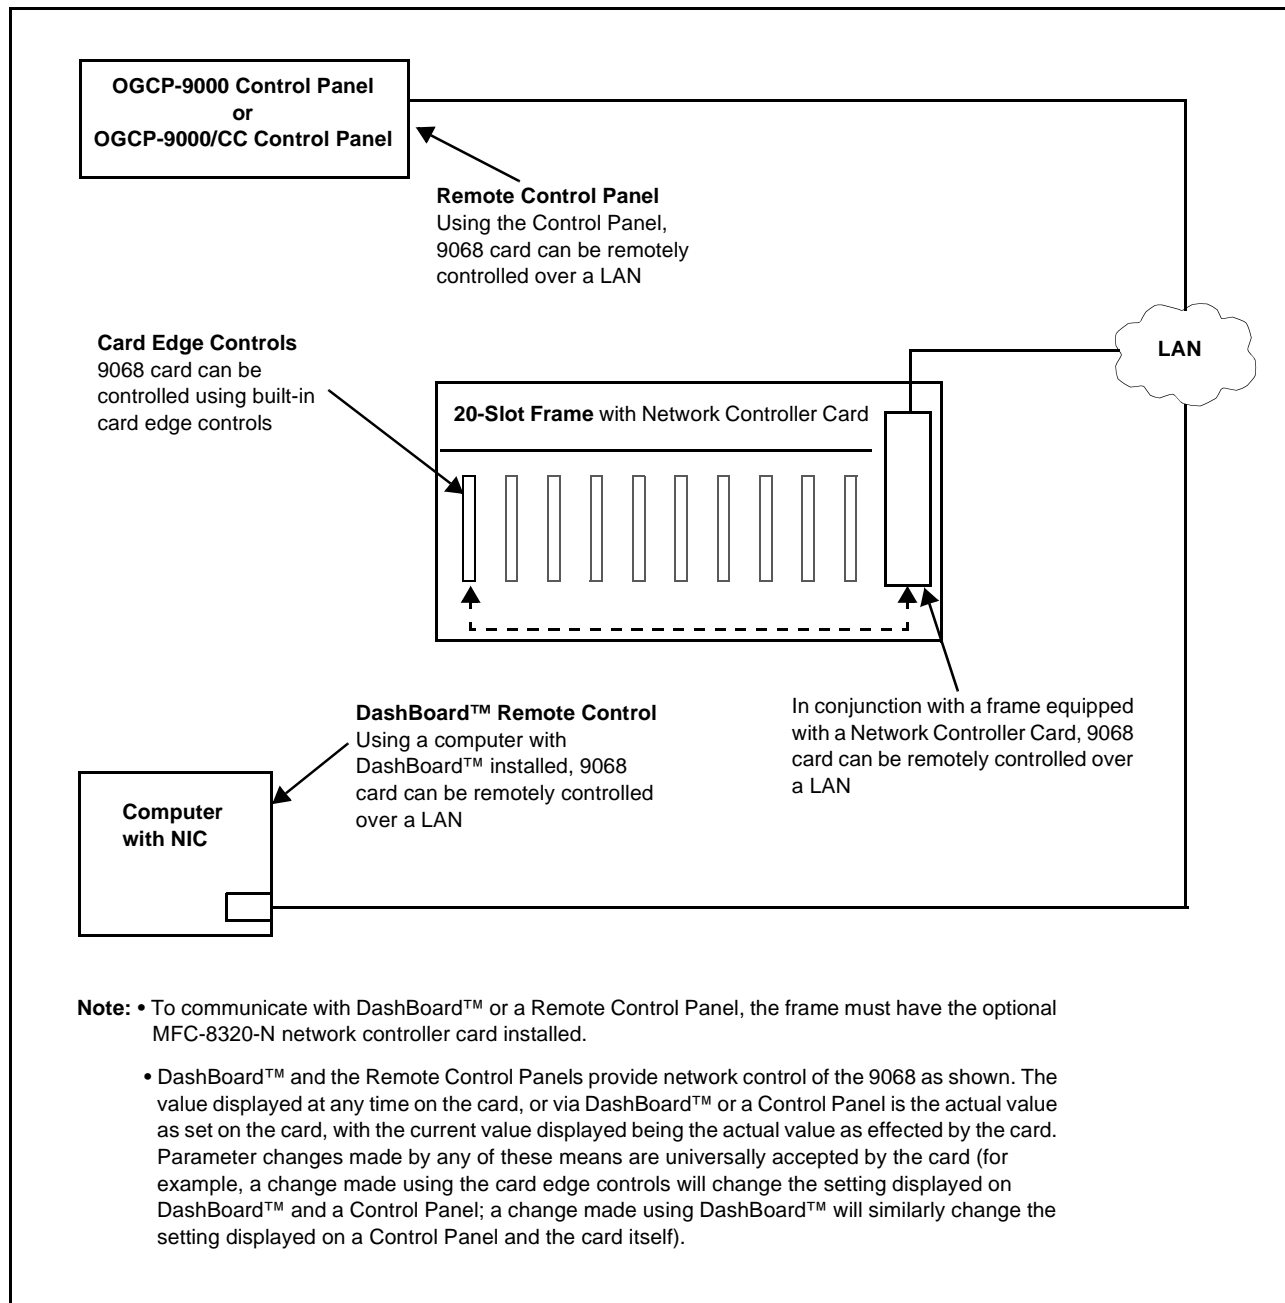 OGCP-9000 Control Panel
or
OGCP-9000/CC Control Panel
Remote Control Panel
Using the Control Panel,
9068 card can be remotely
controlled over a LAN
LAN
Card Edge Controls
9068 card can be
controlled using built-in
card edge controls
20-Slot Frame with Network Controller Card
DashBoard™ Remote Control
Using a computer with
DashBoard™ installed, 9068
card can be remotely controlled
over a LAN
In conjunction with a frame equipped
with a Network Controller Card, 9068
card can be remotely controlled over
a LAN
Computer
with NIC
Note: • To communicate with DashBoard™ or a Remote Control Panel, the frame must have the optional
MFC-8320-N network controller card installed.
• DashBoard™ and the Remote Control Panels provide network control of the 9068 as shown. The
value displayed at any time on the card, or via DashBoard™ or a Control Panel is the actual value
as set on the card, with the current value displayed being the actual value as effected by the card.
Parameter changes made by any of these means are universally accepted by the card (for
example, a change made using the card edge controls will change the setting displayed on
DashBoard™ and a Control Panel; a change made using DashBoard™ will similarly change the
setting displayed on a Control Panel and the card itself).